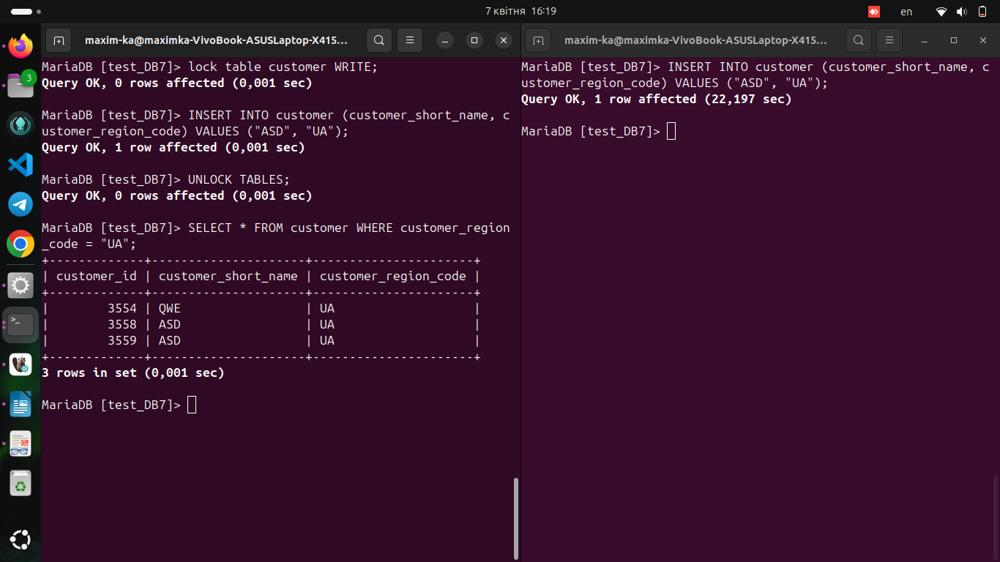 7 квітня 16:19
en
3
maxim-ka@maximka-VivoBook-ASUSLaptop-X415...
MariaDB [test_DB7]> lock table customer WRITE;
Query OK, 0 rows affected (0,001 sec)
MariaDB [test_DB7]> INSERT INTO customer (customer_short_name, c
ustomer_region_code) VALUES ("ASD", "UA");
Query OK, 1 row affected (0,001 sec)
MariaDB [test_DB7]> UNLOCK TABLES;
Query OK, 0 rows affected (0,001 sec)
MariaDB [test_DB7]> SELECT * FROM customer WHERE customer_region
_code = "UA";
+-------------+---------------------+----------------------+
| customer_id | customer_short_name | customer_region_code |
+-------------+---------------------+----------------------+
|        3554 | QWE                 | UA                   |
|        3558 | ASD                 | UA                   |
|        3559 | ASD                 | UA                   |
+-------------+---------------------+----------------------+
3 rows in set (0,001 sec)
MariaDB [test_DB7]>
maxim-ka@maximka-VivoBook-ASUSLaptop-X415...
MariaDB [test_DB7]> INSERT INTO customer (customer_short_name, c
ustomer_region_code) VALUES ("ASD", "UA");
Query OK, 1 row affected (22,197 sec)
MariaDB [test_DB7]>